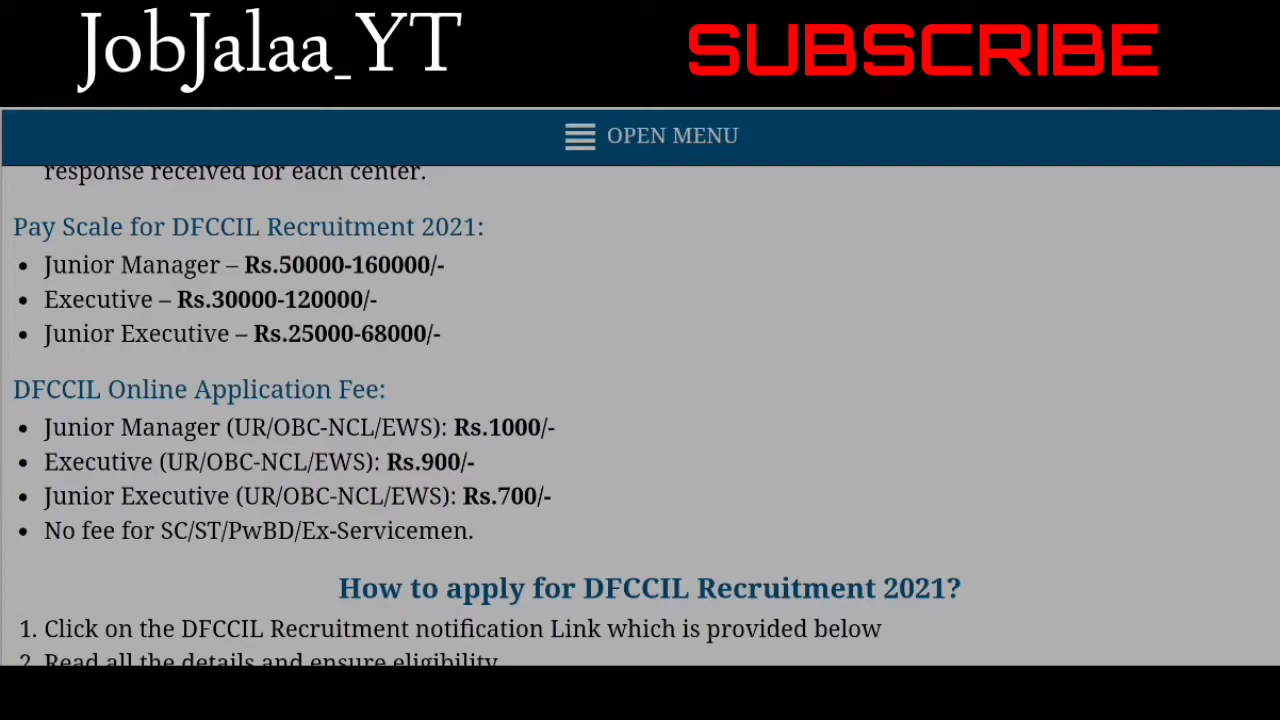 JobJalaa_YT
SUBSCRIBE
OPEN MENU
response received for each center.
Pay Scale for DFCCIL Recruitment 2021:
• Junior Manager – Rs.50000-160000/-
• Executive – Rs.30000-120000/-
• Junior Executive – Rs.25000-68000/-
DFCCIL Online Application Fee:
• Junior Manager (UR/OBC-NCL/EWS): Rs.1000/-
• Executive (UR/OBC-NCL/EWS): Rs.900/-
• Junior Executive (UR/OBC-NCL/EWS): Rs.700/-
• No fee for SC/ST/PwBD/Ex-Servicemen.
How to apply for DFCCIL Recruitment 2021?
1. Click on the DFCCIL Recruitment notification Link which is provided below
2. Read all the details and ensure eligibility